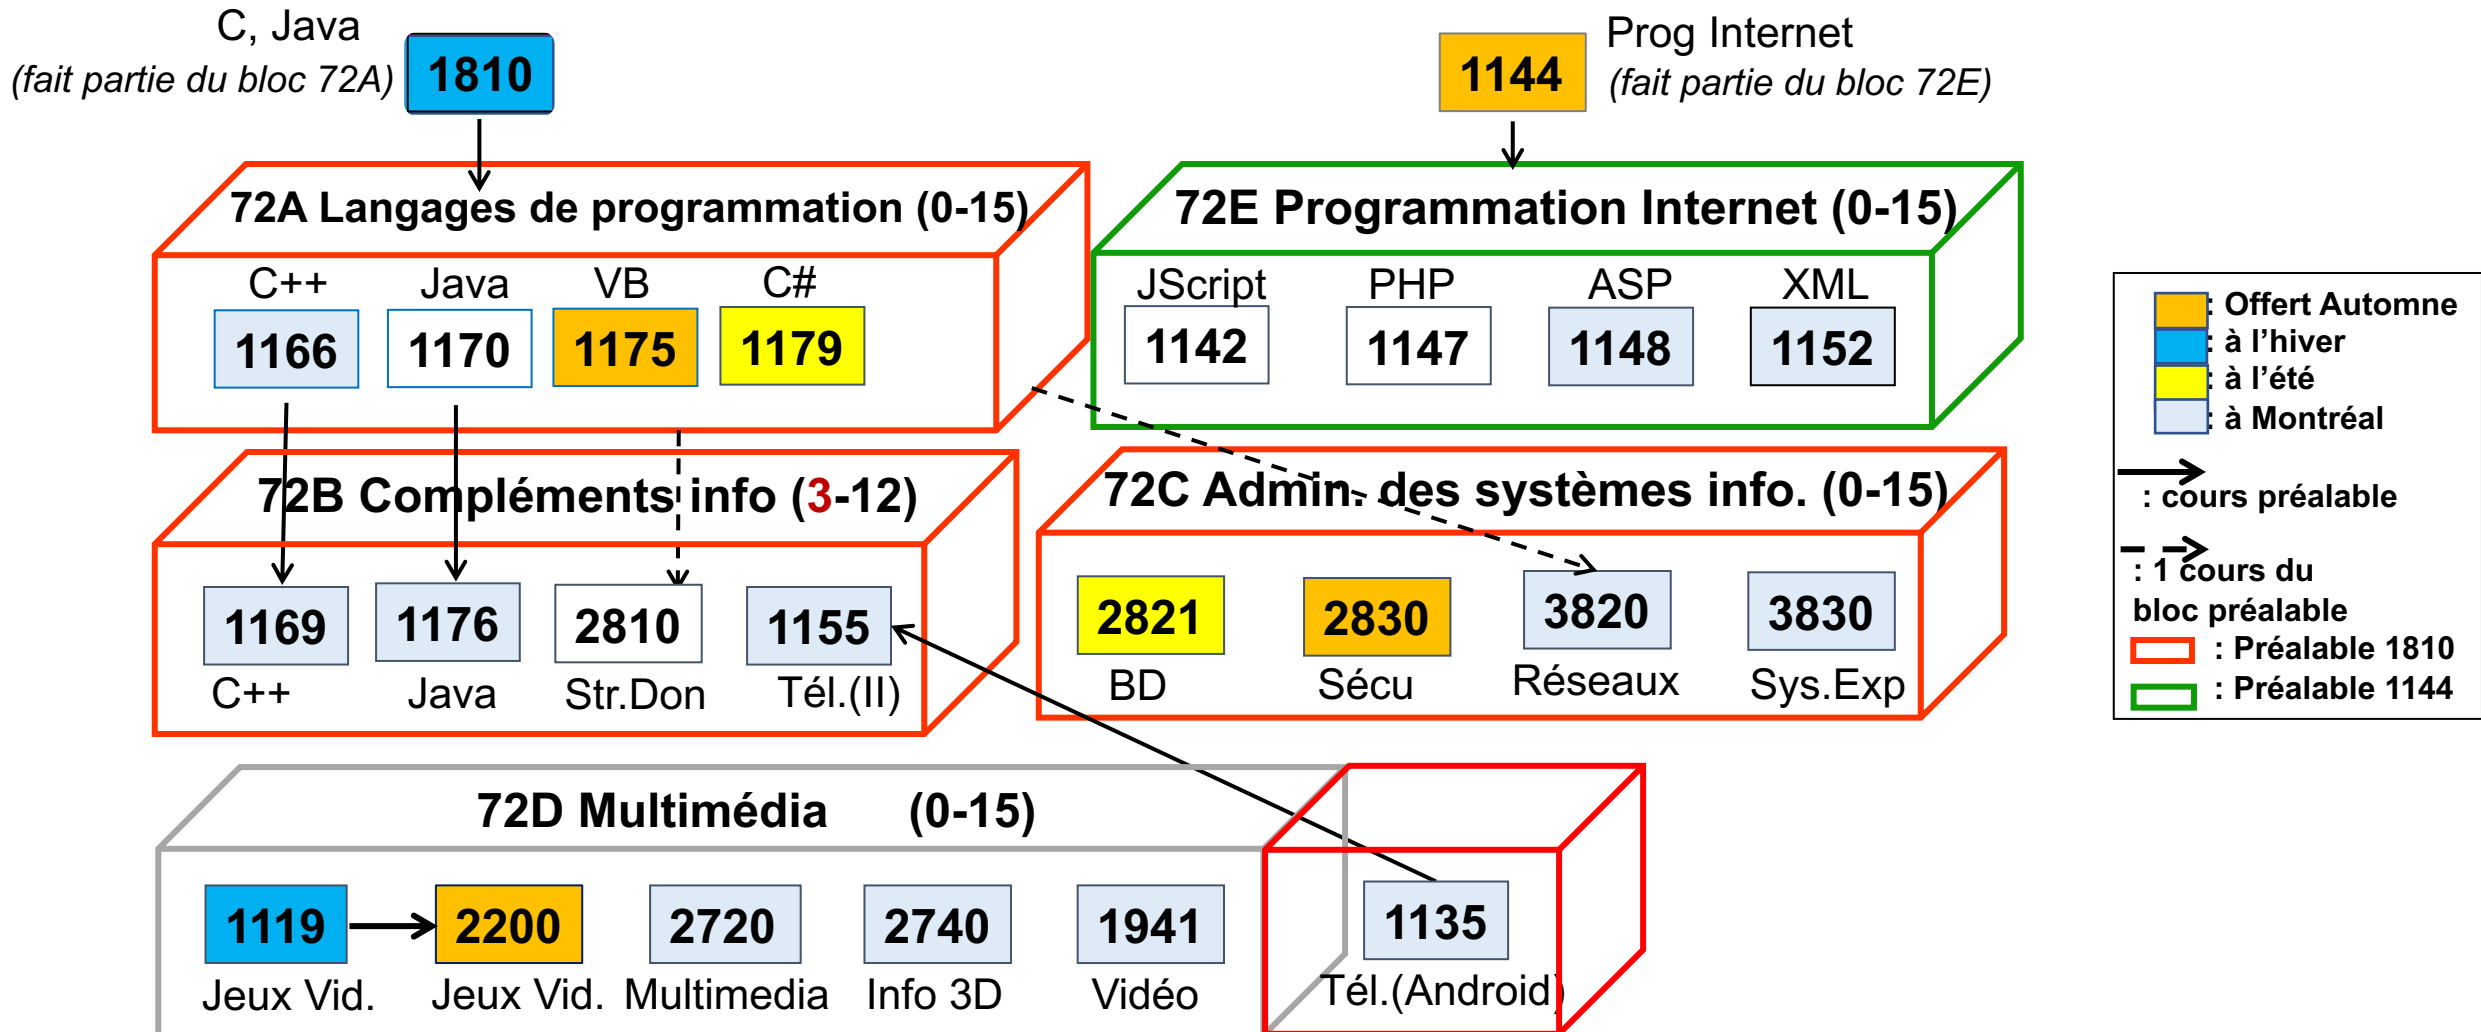 C, Java
(fait partie du bloc 72A)
1810
Prog Internet
(fait partie du bloc 72E)
1144
72A Langages de programmation (0-15)
C++ Java VB C#
1166 1170 1175 1179
72E Programmation Internet (0-15)
JScript PHP ASP XML
1142 1147 1148 1152
72B Compléments info (3-12)
1169 1176 2810 1155
C++ Java Str.Don Tél.(II)
72C Admin. des systèmes info. (0-15)
2821 2830 3820 3830
BD Sécu Réseaux Sys.Exp
72D Multimédia (0-15)
1119 2200 2720 2740 1941 1135
Jeux Vid. Jeux Vid. Multimedia Info 3D Vidéo Tél.(Android)
: Offert Automne
: à l’hiver
: à l’été
: à Montréal
: cours préalable
: 1 cours du
bloc préalable
: Préalable 1810
: Préalable 1144